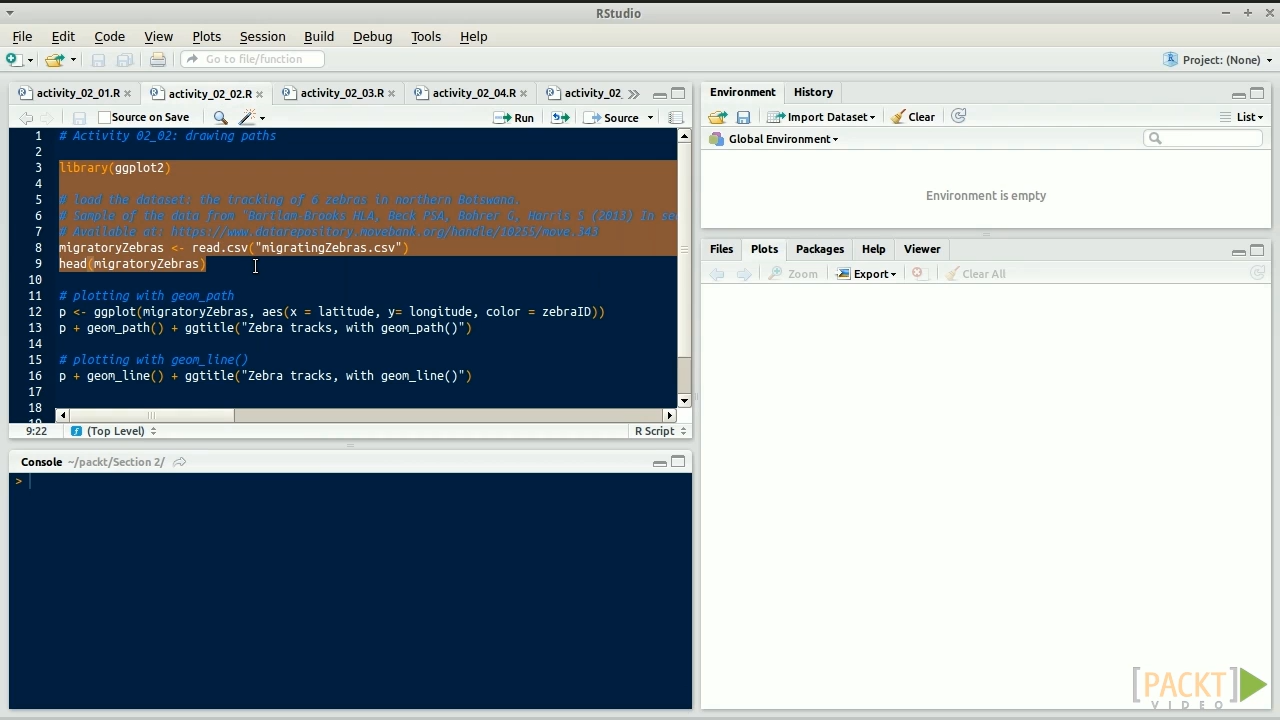 RStudio
File Edit Code View Plots Session Build Debug Tools Help
Go to file/function
Project: (None)
activity_02_01.R
activity_02_02.R
activity_02_03.R
activity_02_04.R
activity_02_
Source on Save
Run
Source
1 # Activity 02_02: drawing paths
2
3 library(ggplot2)
4
5 # load the dataset: the tracking of 6 zebras in northern Botswana.
6 # Sample of the data from "Bartlam-Brooks HLA, Beck PSA, Bohrer G, Harris S (2013) In se
7 # Available at: https://www.datarepository.movebank.org/handle/10255/move.343
8 migratoryZebras <- read.csv("migratingZebras.csv")
9 head(migratoryZebras)
10
11 # plotting with geom_path
12 p <- ggplot(migratoryZebras, aes(x = latitude, y= longitude, color = zebraID))
13 p + geom_path() + ggtitle("Zebra tracks, with geom_path()")
14
15 # plotting with geom_line()
16 p + geom_line() + ggtitle("Zebra tracks, with geom_line()")
17
18
9:22 (Top Level) R Script
Console ~/packt/Section 2/
>
Environment History
Import Dataset Clear List
Global Environment
Environment is empty
Files Plots Packages Help Viewer
Zoom Export Clear All
[PACKT]
VIDEO